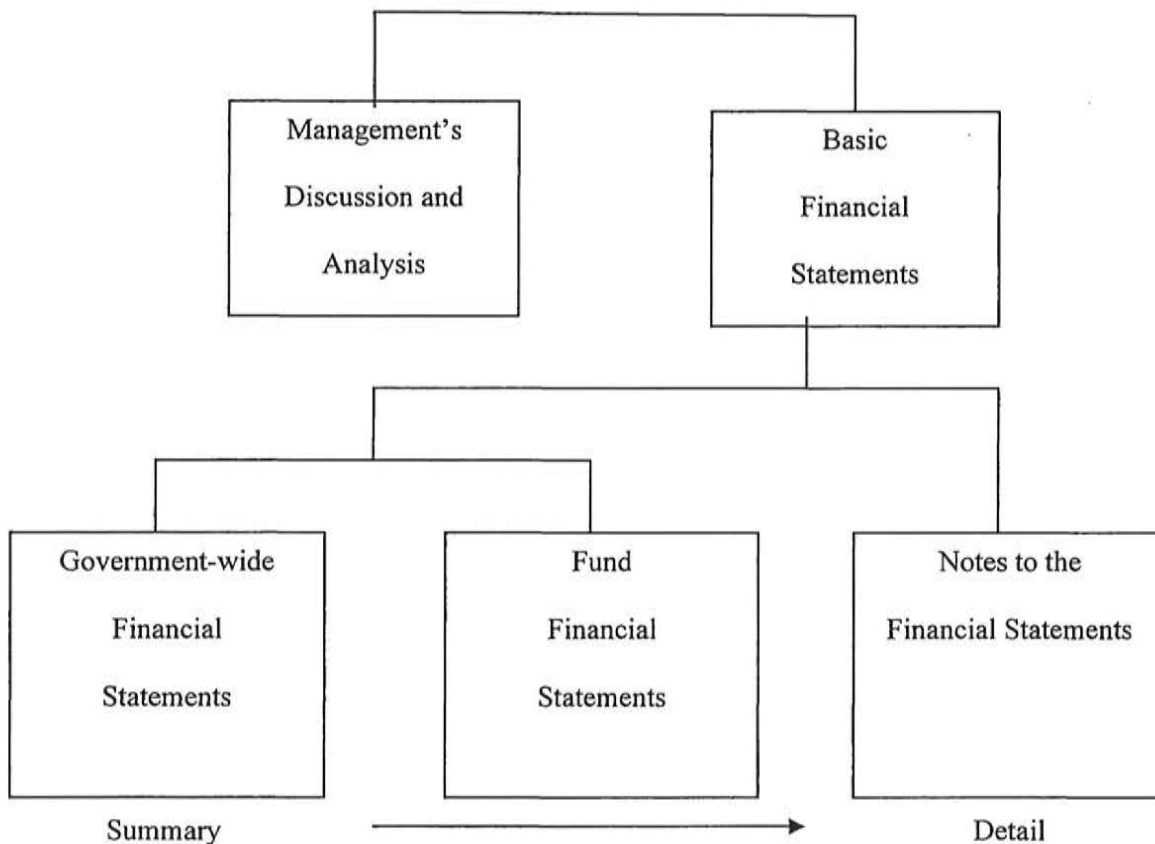 Management's
Discussion and
Analysis
Basic
Financial
Statements
Government-wide
Financial
Statements
Fund
Financial
Statements
Notes to the
Financial Statements
Summary
Detail